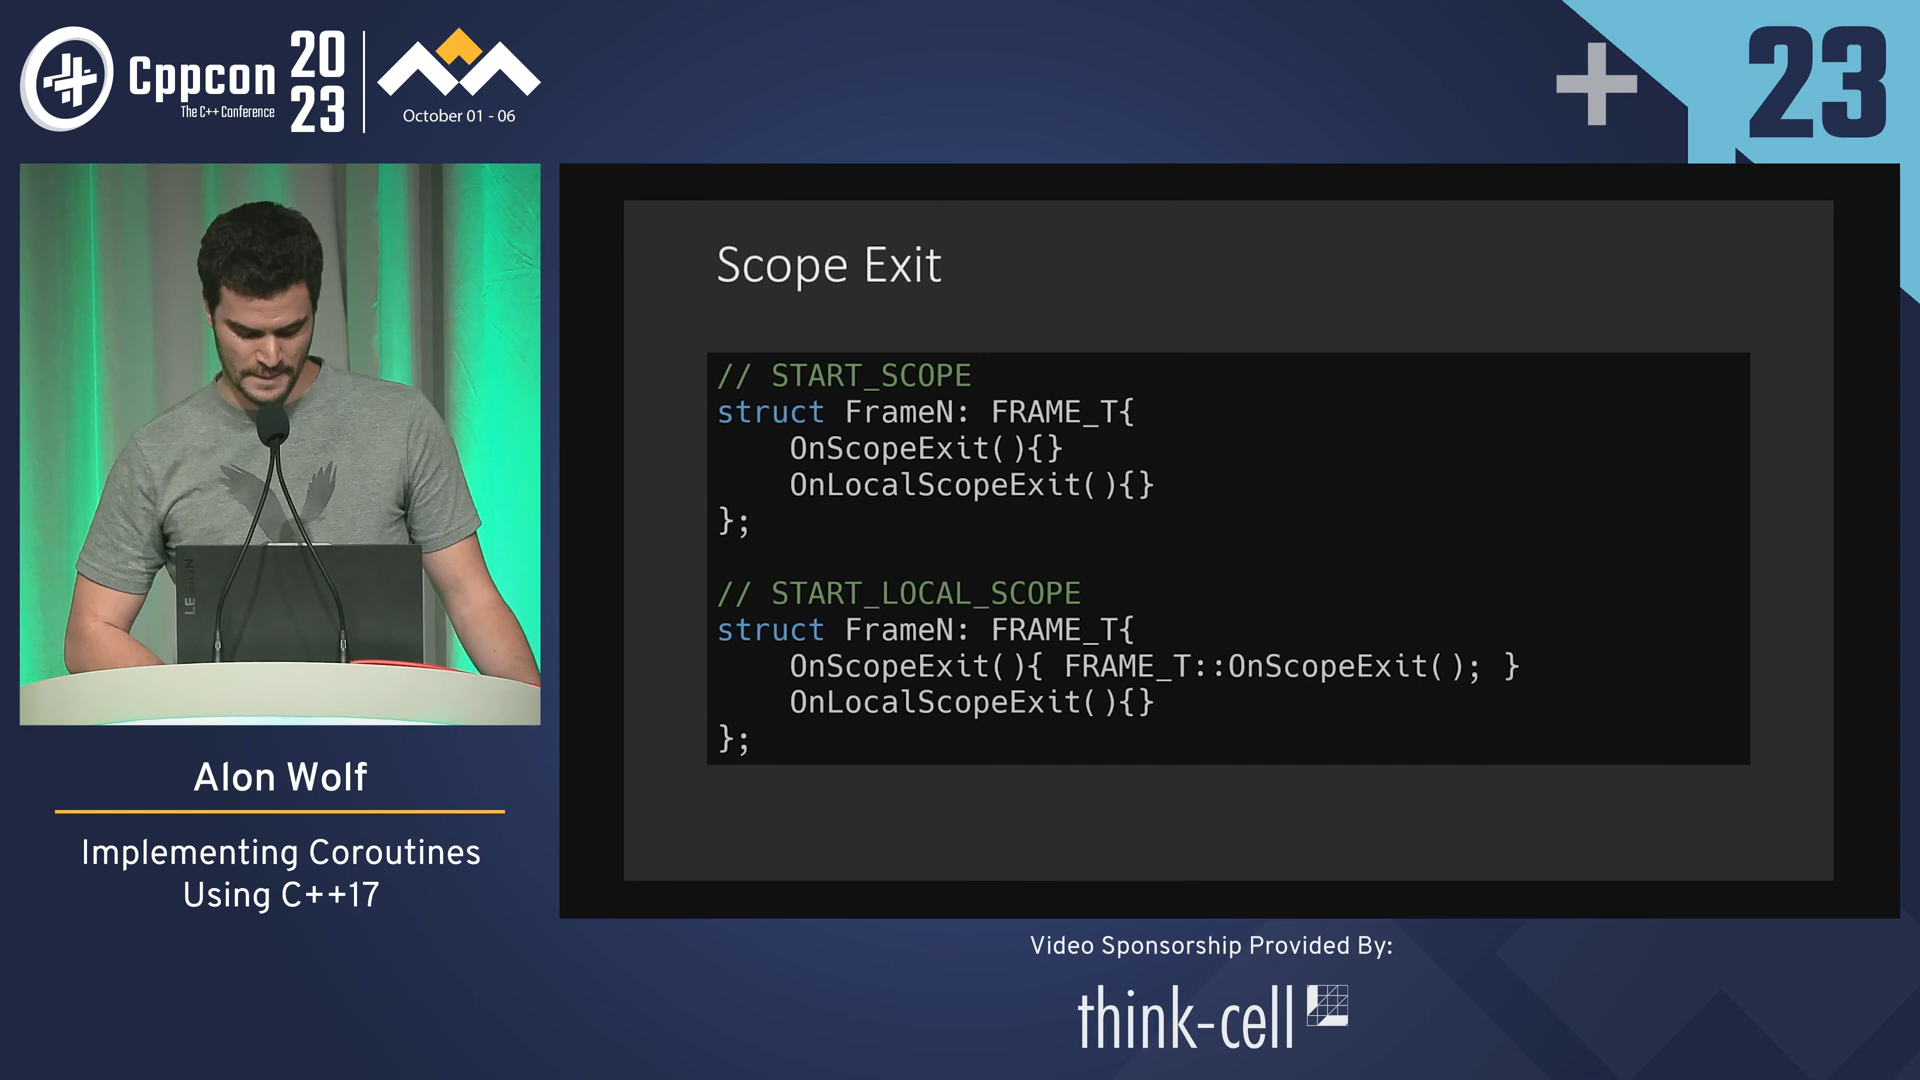 Cppcon
The C++ Conference
20
23
October 01 - 06
23
Scope Exit
// START_SCOPE
struct FrameN: FRAME_T{
    OnScopeExit(){}
    OnLocalScopeExit(){}
};
// START_LOCAL_SCOPE
struct FrameN: FRAME_T{
    OnScopeExit(){ FRAME_T::OnScopeExit(); }
    OnLocalScopeExit(){}
};
Alon Wolf
Implementing Coroutines
Using C++17
Video Sponsorship Provided By:
think-cell